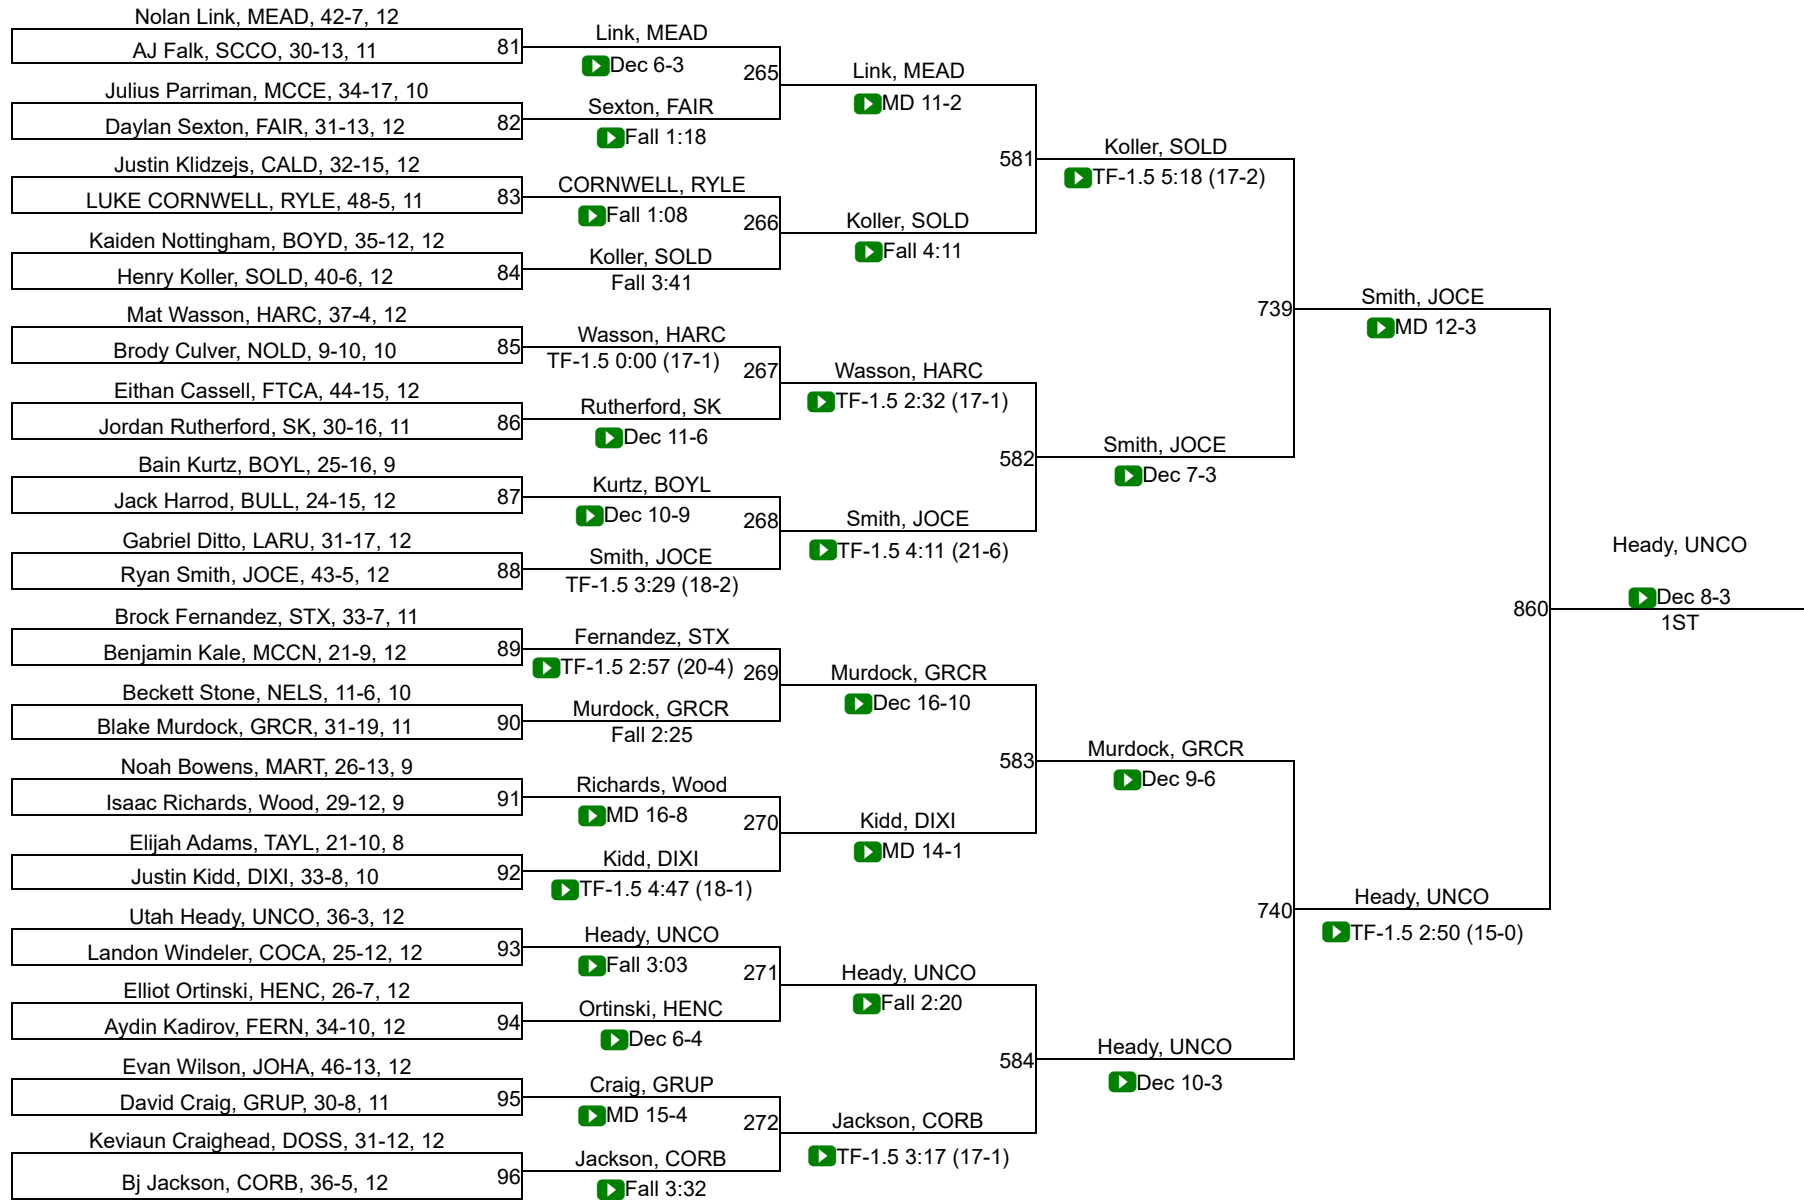 Nolan Link, MEAD, 42-7, 12
AJ Falk, SCCO, 30-13, 11
81
Julius Parriman, MCCE, 34-17, 10
Daylan Sexton, FAIR, 31-13, 12
82
Justin Klidzejs, CALD, 32-15, 12
LUKE CORNWELL, RYLE, 48-5, 11
83
Kaiden Nottingham, BOYD, 35-12, 12
Henry Koller, SOLD, 40-6, 12
84
Mat Wasson, HARC, 37-4, 12
Brody Culver, NOLD, 9-10, 10
85
Eithan Cassell, FTCA, 44-15, 12
Jordan Rutherford, SK, 30-16, 11
86
Bain Kurtz, BOYL, 25-16, 9
Jack Harrod, BULL, 24-15, 12
87
Gabriel Ditto, LARU, 31-17, 12
Ryan Smith, JOCE, 43-5, 12
88
Brock Fernandez, STX, 33-7, 11
Benjamin Kale, MCCN, 21-9, 12
89
Beckett Stone, NELS, 11-6, 10
Blake Murdock, GRCR, 31-19, 11
90
Noah Bowens, MART, 26-13, 9
Isaac Richards, Wood, 29-12, 9
91
Elijah Adams, TAYL, 21-10, 8
Justin Kidd, DIXI, 33-8, 10
92
Utah Heady, UNCO, 36-3, 12
Landon Windeler, COCA, 25-12, 12
93
Elliot Ortinski, HENC, 26-7, 12
Aydin Kadirov, FERN, 34-10, 12
94
Evan Wilson, JOHA, 46-13, 12
David Craig, GRUP, 30-8, 11
95
Keviaun Craighead, DOSS, 31-12, 12
Bj Jackson, CORB, 36-5, 12
96
Link, MEAD
Dec 6-3
265
Sexton, FAIR
Fall 1:18
CORNWELL, RYLE
Fall 1:08
266
Koller, SOLD
Fall 3:41
Wasson, HARC
TF-1.5 0:00 (17-1)
267
Rutherford, SK
Dec 11-6
Kurtz, BOYL
Dec 10-9
268
Smith, JOCE
TF-1.5 3:29 (18-2)
Fernandez, STX
TF-1.5 2:57 (20-4)
269
Murdock, GRCR
Fall 2:25
Richards, Wood
MD 16-8
270
Kidd, DIXI
TF-1.5 4:47 (18-1)
Heady, UNCO
Fall 3:03
271
Ortinski, HENC
Dec 6-4
Craig, GRUP
MD 15-4
272
Jackson, CORB
Fall 3:32
Link, MEAD
MD 11-2
581
Koller, SOLD
Fall 4:11
Wasson, HARC
TF-1.5 2:32 (17-1)
582
Smith, JOCE
TF-1.5 4:11 (21-6)
Murdock, GRCR
Dec 16-10
583
Kidd, DIXI
MD 14-1
Heady, UNCO
Fall 2:20
584
Jackson, CORB
TF-1.5 3:17 (17-1)
Koller, SOLD
TF-1.5 5:18 (17-2)
739
Smith, JOCE
Dec 7-3
Murdock, GRCR
Dec 9-6
740
Heady, UNCO
Dec 10-3
Smith, JOCE
MD 12-3
860
Heady, UNCO
TF-1.5 2:50 (15-0)
Heady, UNCO
Dec 8-3
1ST